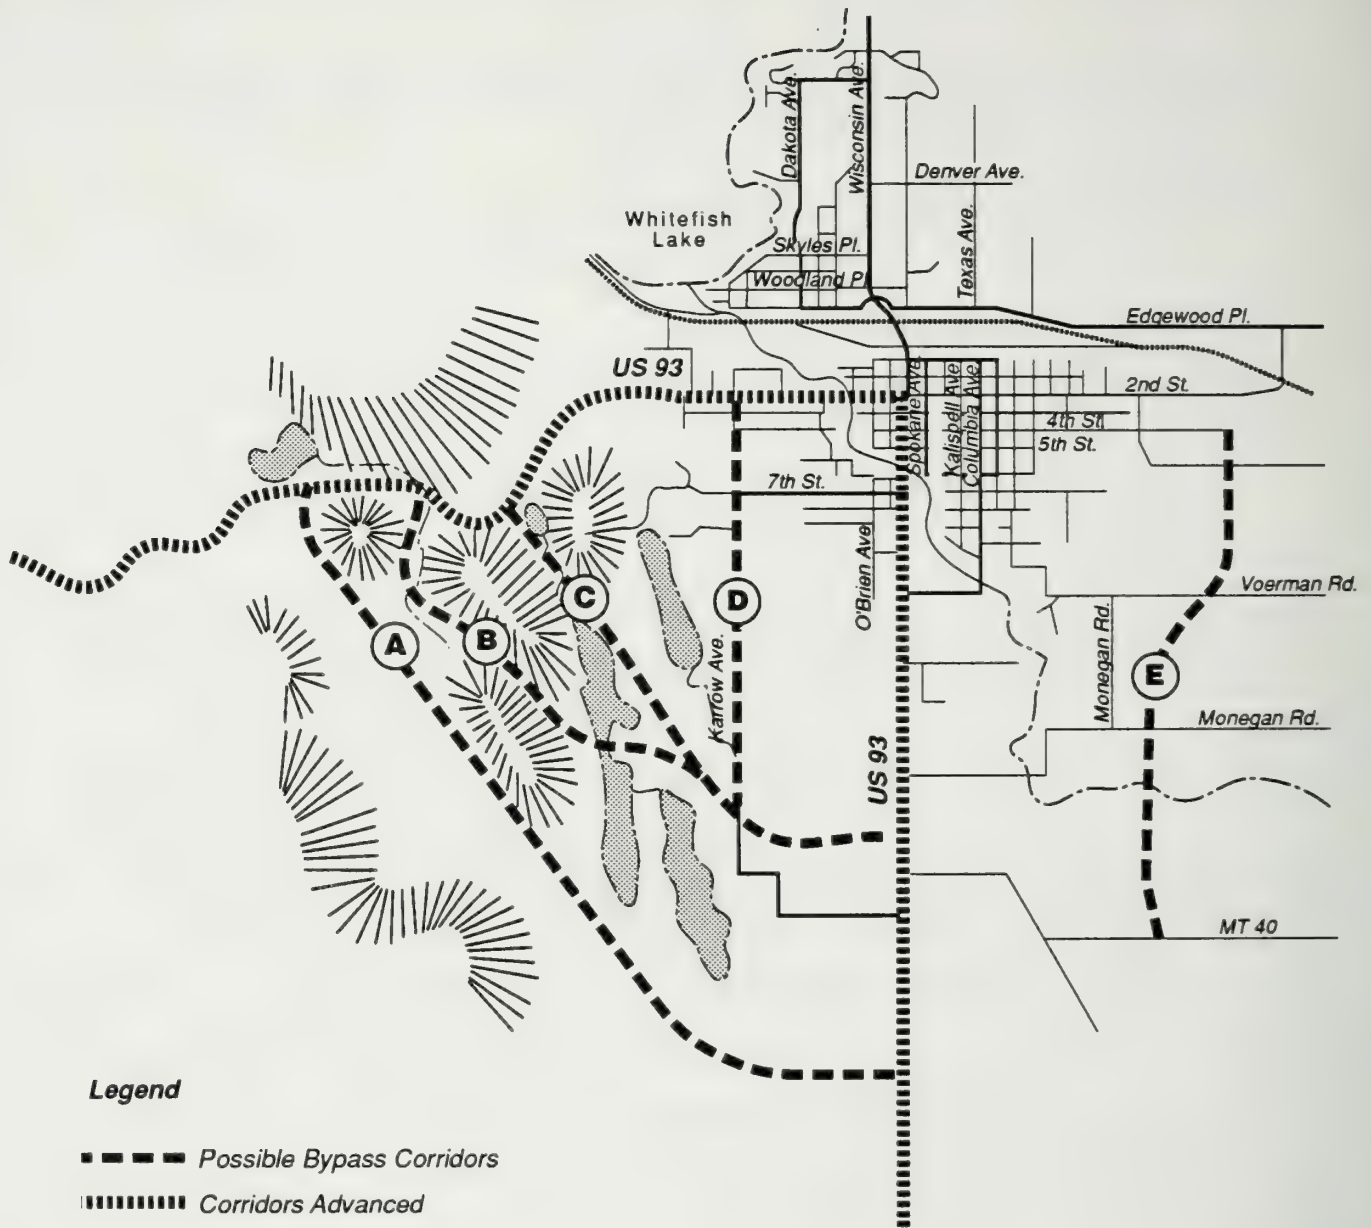 Dakota Ave.
Wisconsin Ave.
Denver Ave.
Texas Ave.
Whitefish
Lake
Skyles Pl.
Woodland Pl.
Edgewood Pl.
US 93
2nd St.
Spokane Ave.
Kalispell Ave
Columbia Ave.
4th St.
5th St.
7th St.
O'Brien Ave
Voerman Rd.
A
B
C
D
E
Karrow Ave.
Monegan Rd.
Monegan Rd.
US 93
MT 40
Legend
Possible Bypass Corridors
Corridors Advanced